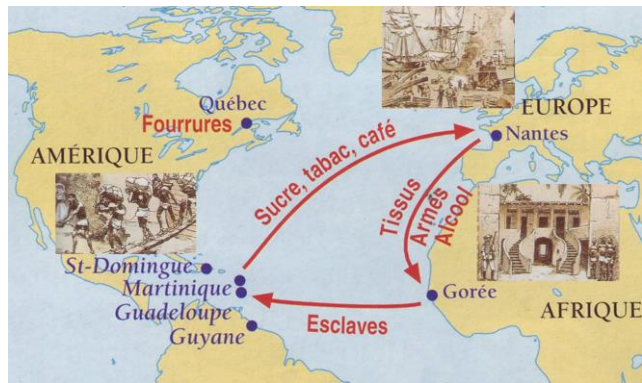 Québec
Fourrures
AMÉRIQUE
Sucre, tabac, café
EUROPE
Nantes
Tissus
Armes
Alcool
St-Domingue
Martinique
Guadeloupe
Guyane
Gorée
Esclaves
AFRIQUE